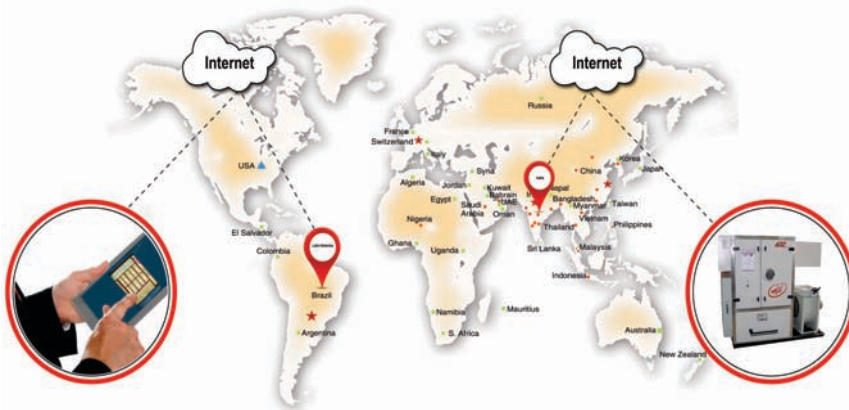 Internet
Internet
Russia
France
Switzerland
Italy
USA
China
Korea
Japan
Syria
Algeria
Jordan
Kuwait
Nepal
Bahrain
Egypt
Saudi
Arabia
UAE
Oman
Bangladesh
Myanmar
Taiwan
Vietnam
Nigeria
Thailand
Philippines
El Salvador
Colombia
Ghana
Uganda
Sri Lanka
Malaysia
Indonesia
Brazil
Namibia
Mauritius
Argentina
S. Africa
Australia
New Zealand